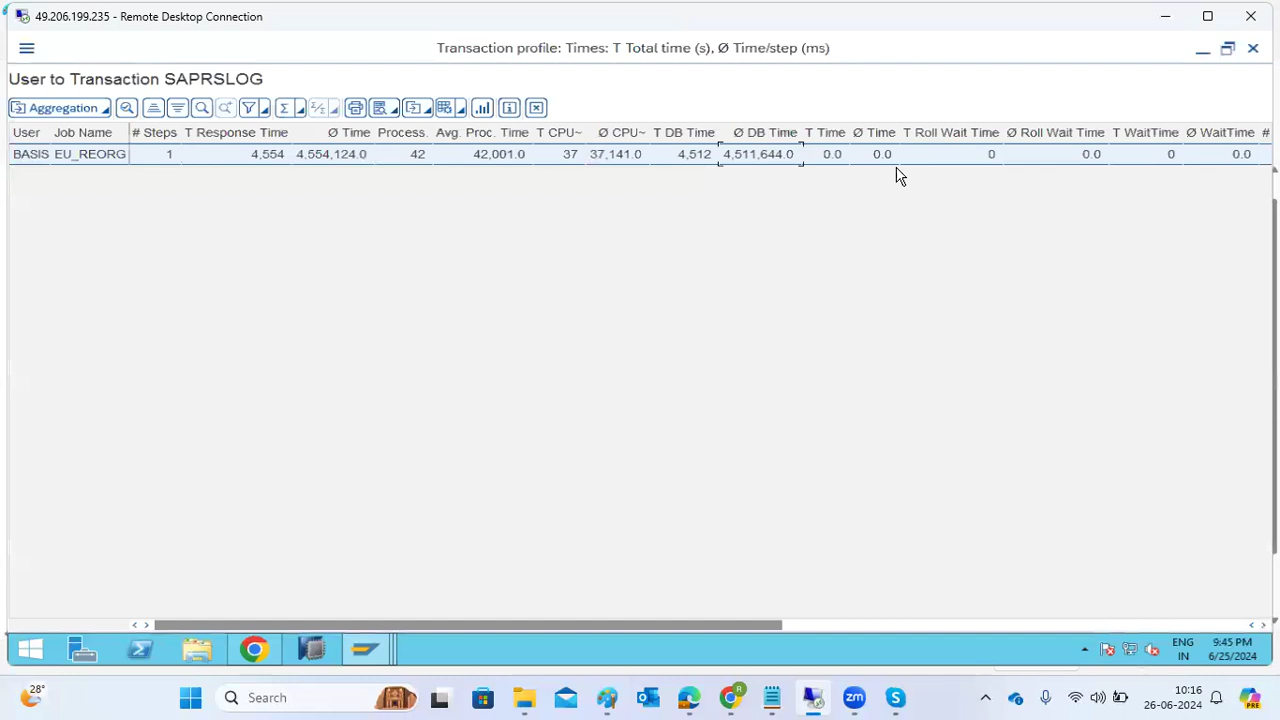 49.206.199.235 - Remote Desktop Connection
Transaction profile: Times: T Total time (s), Ø Time/step (ms)
User to Transaction SAPRSLOG
Aggregation
User Job Name # Steps T Response Time Ø Time Process. Avg. Proc. Time T CPU~ Ø CPU~ T DB Time Ø DB Time T Time Ø Time T Roll Wait Time Ø Roll Wait Time T WaitTime Ø WaitTime #
BASIS EU_REORG 1 4,554 4,554,124.0 42 42,001.0 37 37,141.0 4,512 4,511,644.0 0.0 0.0 0 0.0 0 0.0
ENG 9:45 PM
IN 6/25/2024
28° Search 10:16
26-06-2024
PRE